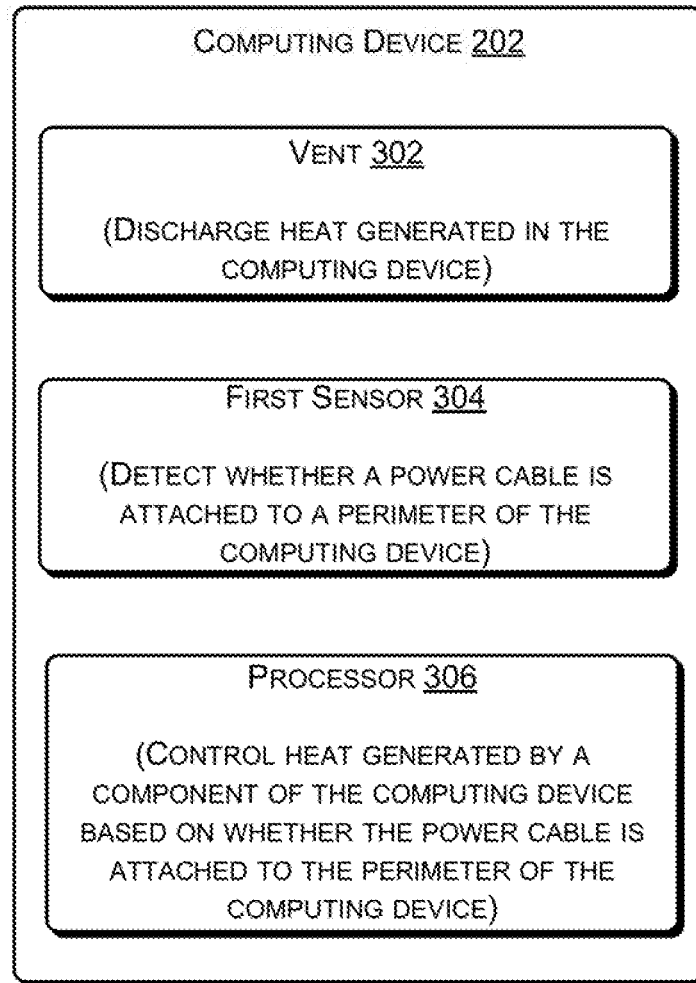 COMPUTING DEVICE 202
VENT 302
(DISCHARGE HEAT GENERATED IN THE
COMPUTING DEVICE)
FIRST SENSOR 304
(DETECT WHETHER A POWER CABLE IS
ATTACHED TO A PERIMETER OF THE
COMPUTING DEVICE)
PROCESSOR 306
(CONTROL HEAT GENERATED BY A
COMPONENT OF THE COMPUTING DEVICE
BASED ON WHETHER THE POWER CABLE IS
ATTACHED TO THE PERIMETER OF THE
COMPUTING DEVICE)